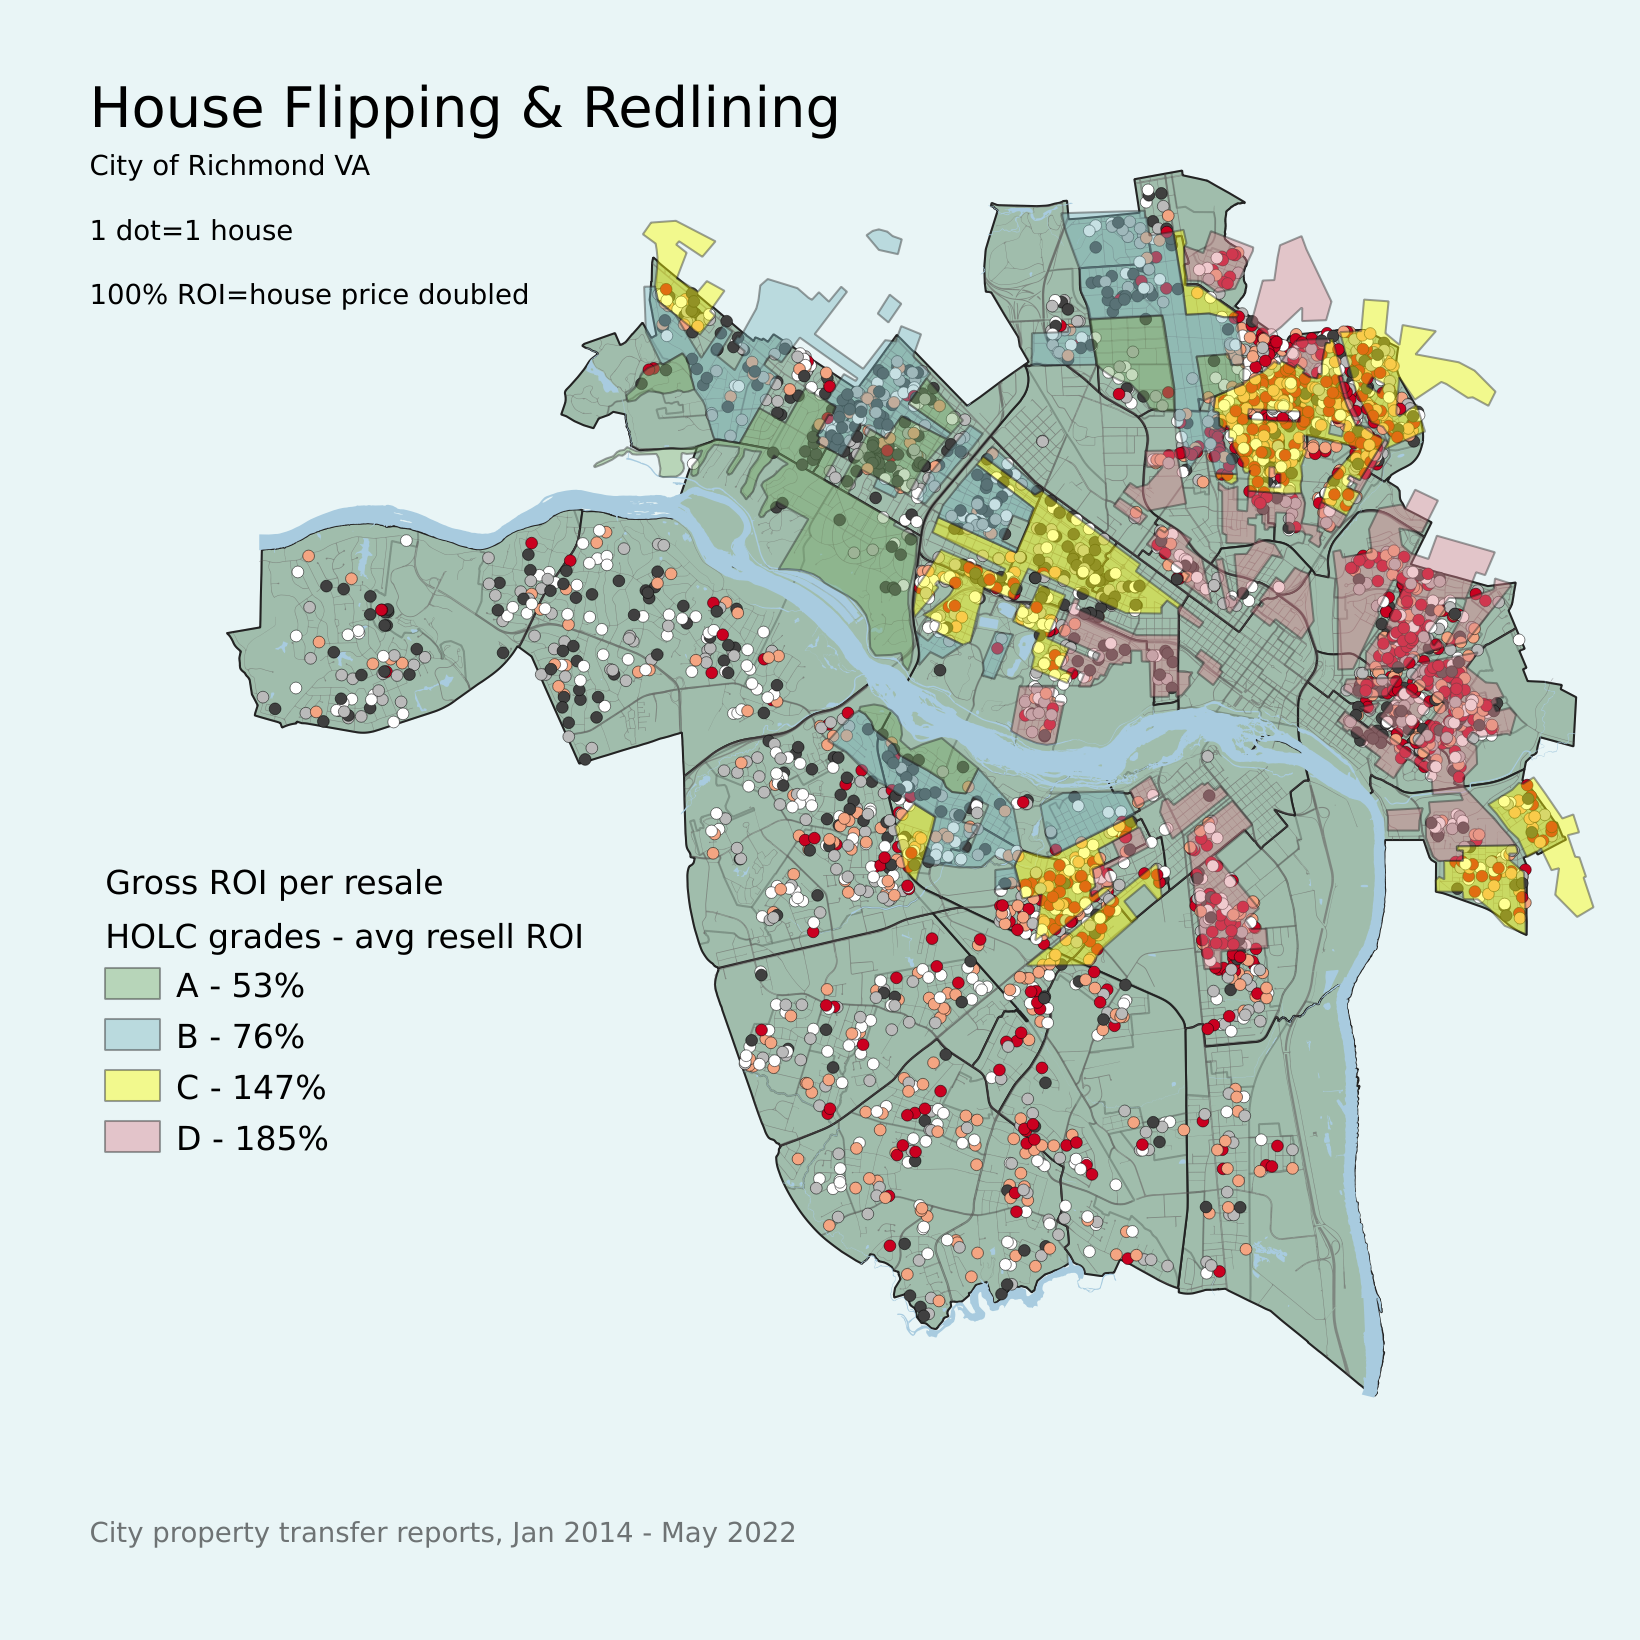 House Flipping & Redlining
City of Richmond VA
1 dot=1 house
100% ROI=house price doubled
Gross ROI per resale
HOLC grades - avg resell ROI
A - 53%
B - 76%
C - 147%
D - 185%
City property transfer reports, Jan 2014 - May 2022